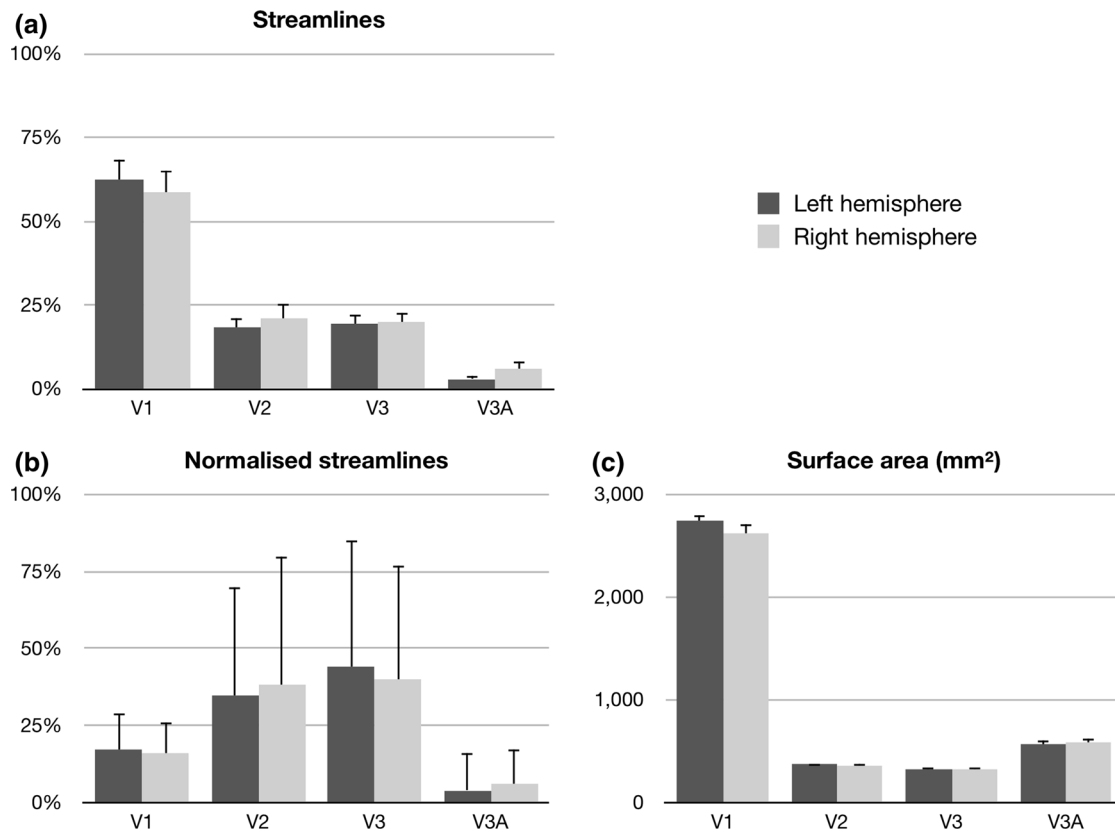 (a)
Streamlines
100%
75%
50%
25%
0%
V1 V2 V3 V3A
Left hemisphere
Right hemisphere
(b)
Normalised streamlines
100%
75%
50%
25%
0%
V1 V2 V3 V3A
(c)
Surface area (mm²)
3,000
2,000
1,000
0
V1 V2 V3 V3A